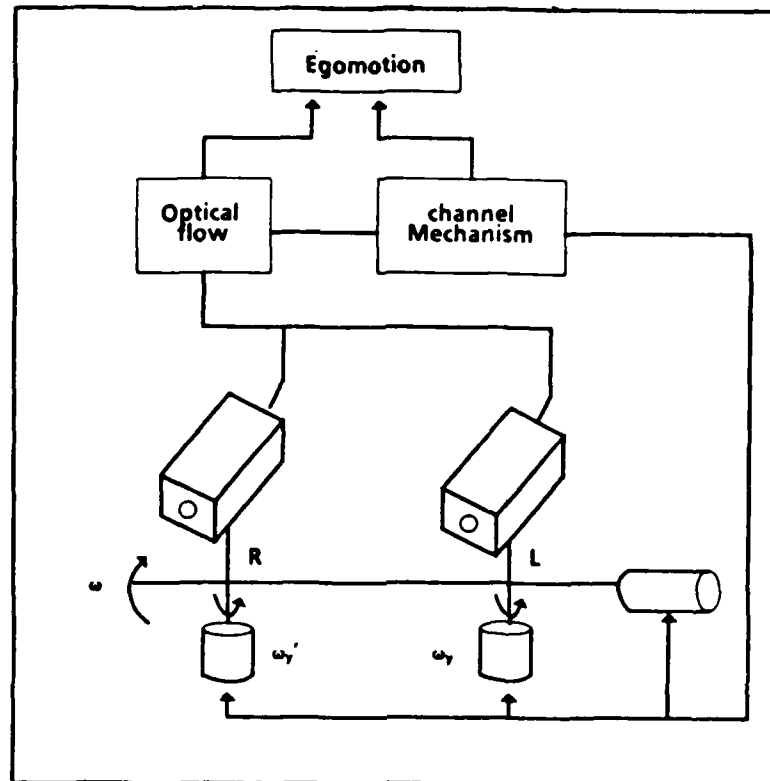 Egomotion
Optical
flow
channel
Mechanism
R
L
ω
ωy'
ωy